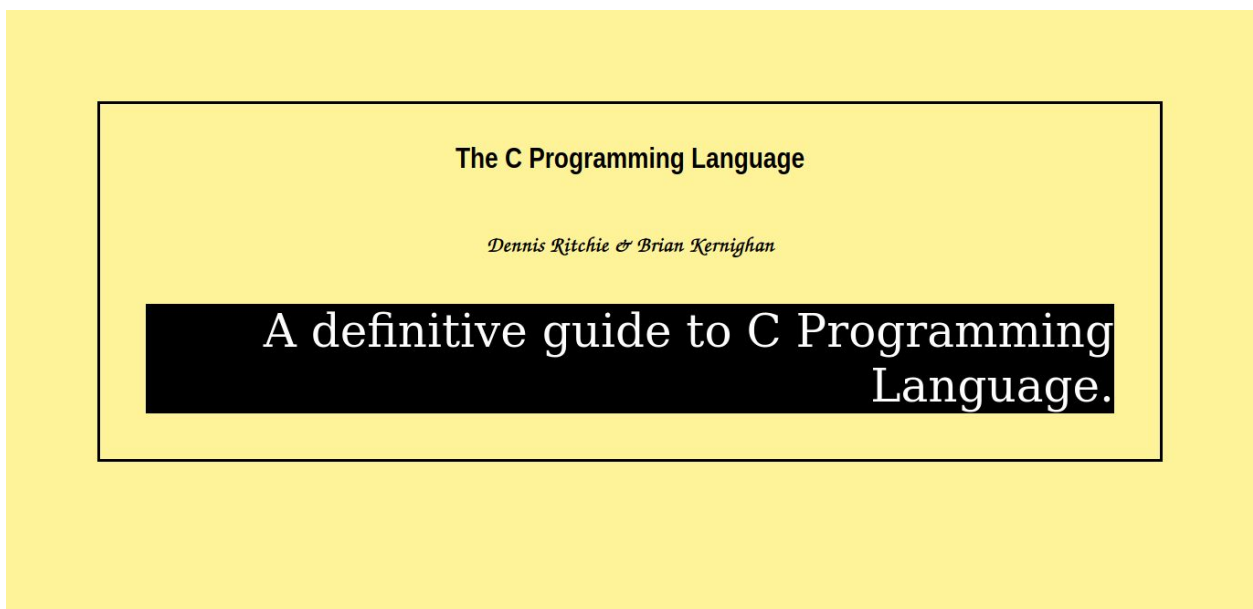 The C Programming Language
Dennis Ritchie & Brian Kernighan
A definitive guide to C Programming
Language.